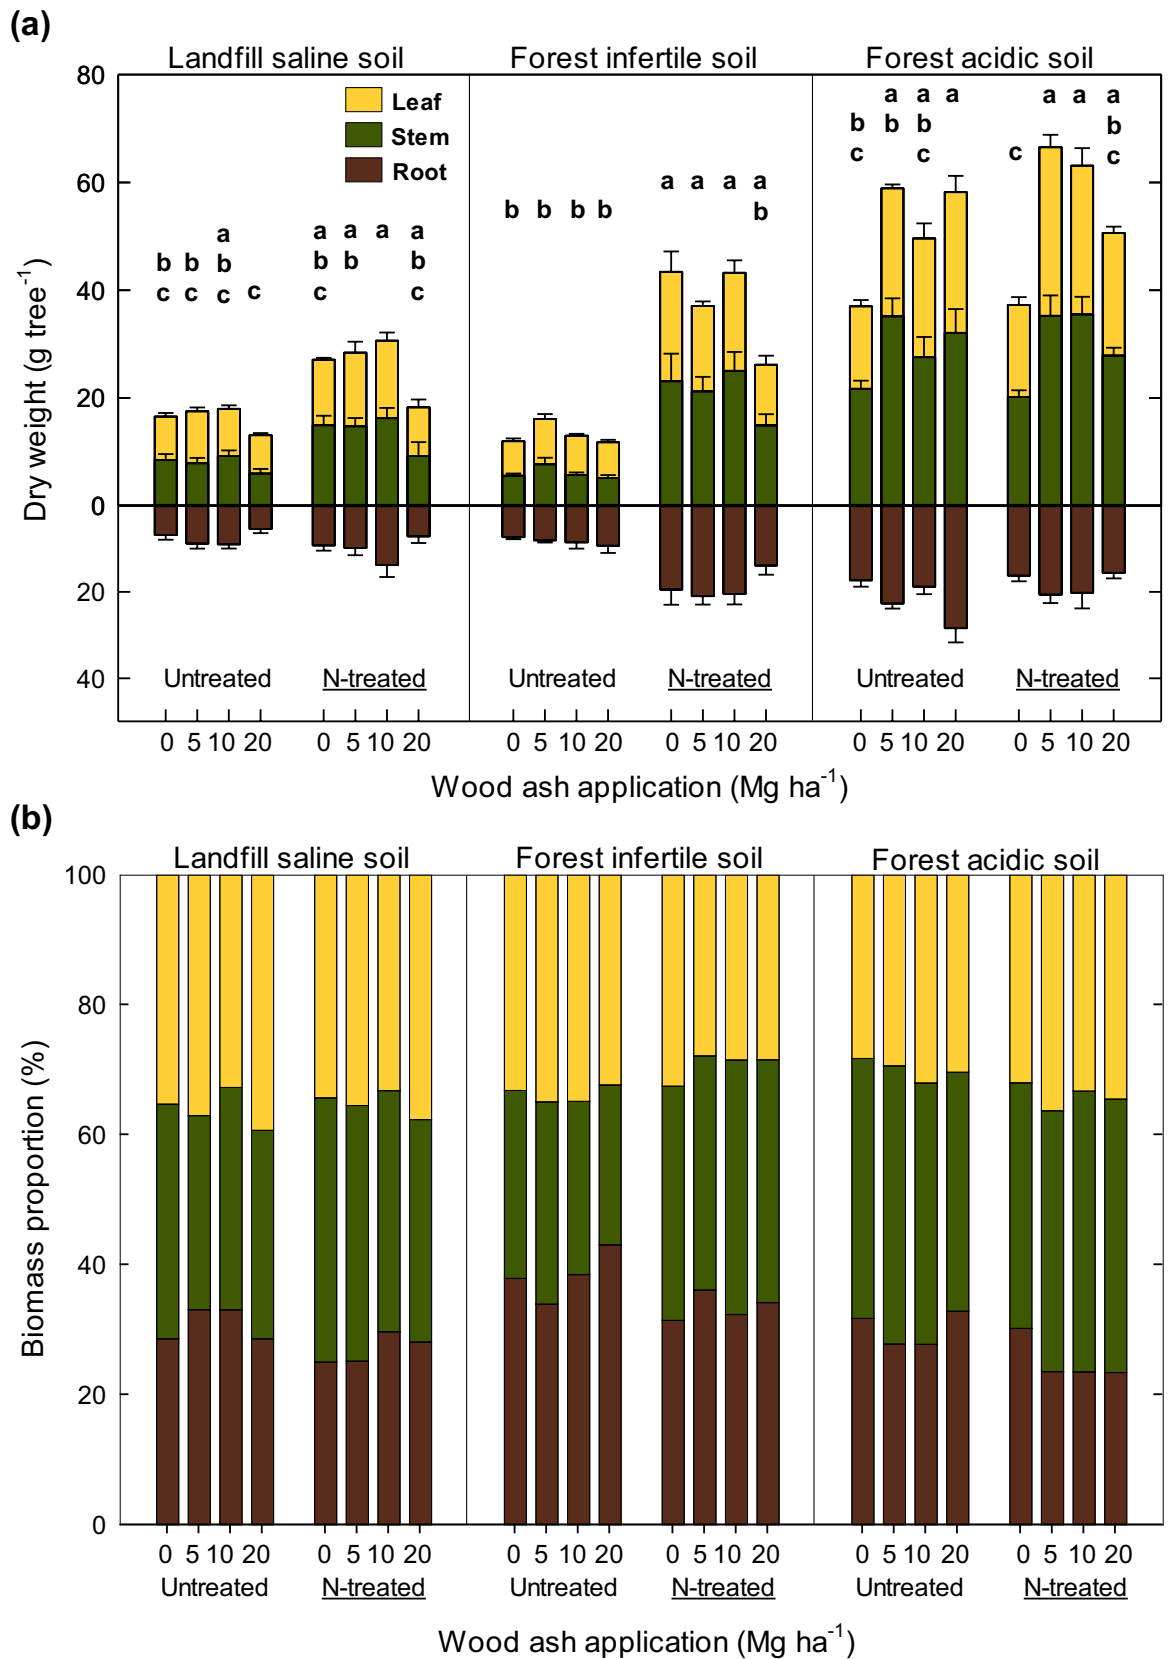 (a)
Landfill saline soil Forest infertile soil Forest acidic soil
80
Leaf
Stem
Root
60
40
20
0
20
40
Dry weight (g tree⁻¹)
b b a c a a a a
c c b b b b
c c c
b b b b a a a a
b
b a a a c a a a
c b b b
c c
Untreated N-treated Untreated N-treated Untreated N-treated
0 5 10 20 0 5 10 20 0 5 10 20 0 5 10 20 0 5 10 20 0 5 10 20
Wood ash application (Mg ha⁻¹)
(b)
Landfill saline soil Forest infertile soil Forest acidic soil
100
80
60
40
20
0
Biomass proportion (%)
0 5 10 20 0 5 10 20 0 5 10 20 0 5 10 20 0 5 10 20 0 5 10 20
Untreated N-treated Untreated N-treated Untreated N-treated
Wood ash application (Mg ha⁻¹)